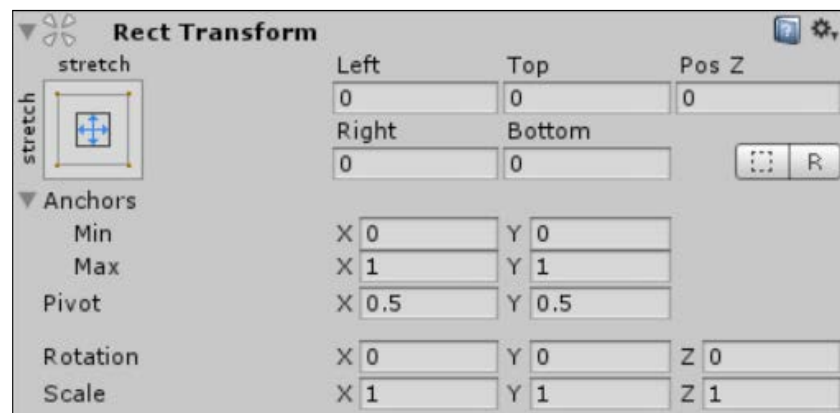 Rect Transform
stretch
stretch
Left Top Pos Z
0 0 0
Right Bottom
0 0
R
Anchors
Min X 0 Y 0
Max X 1 Y 1
Pivot X 0.5 Y 0.5
Rotation X 0 Y 0 Z 0
Scale X 1 Y 1 Z 1